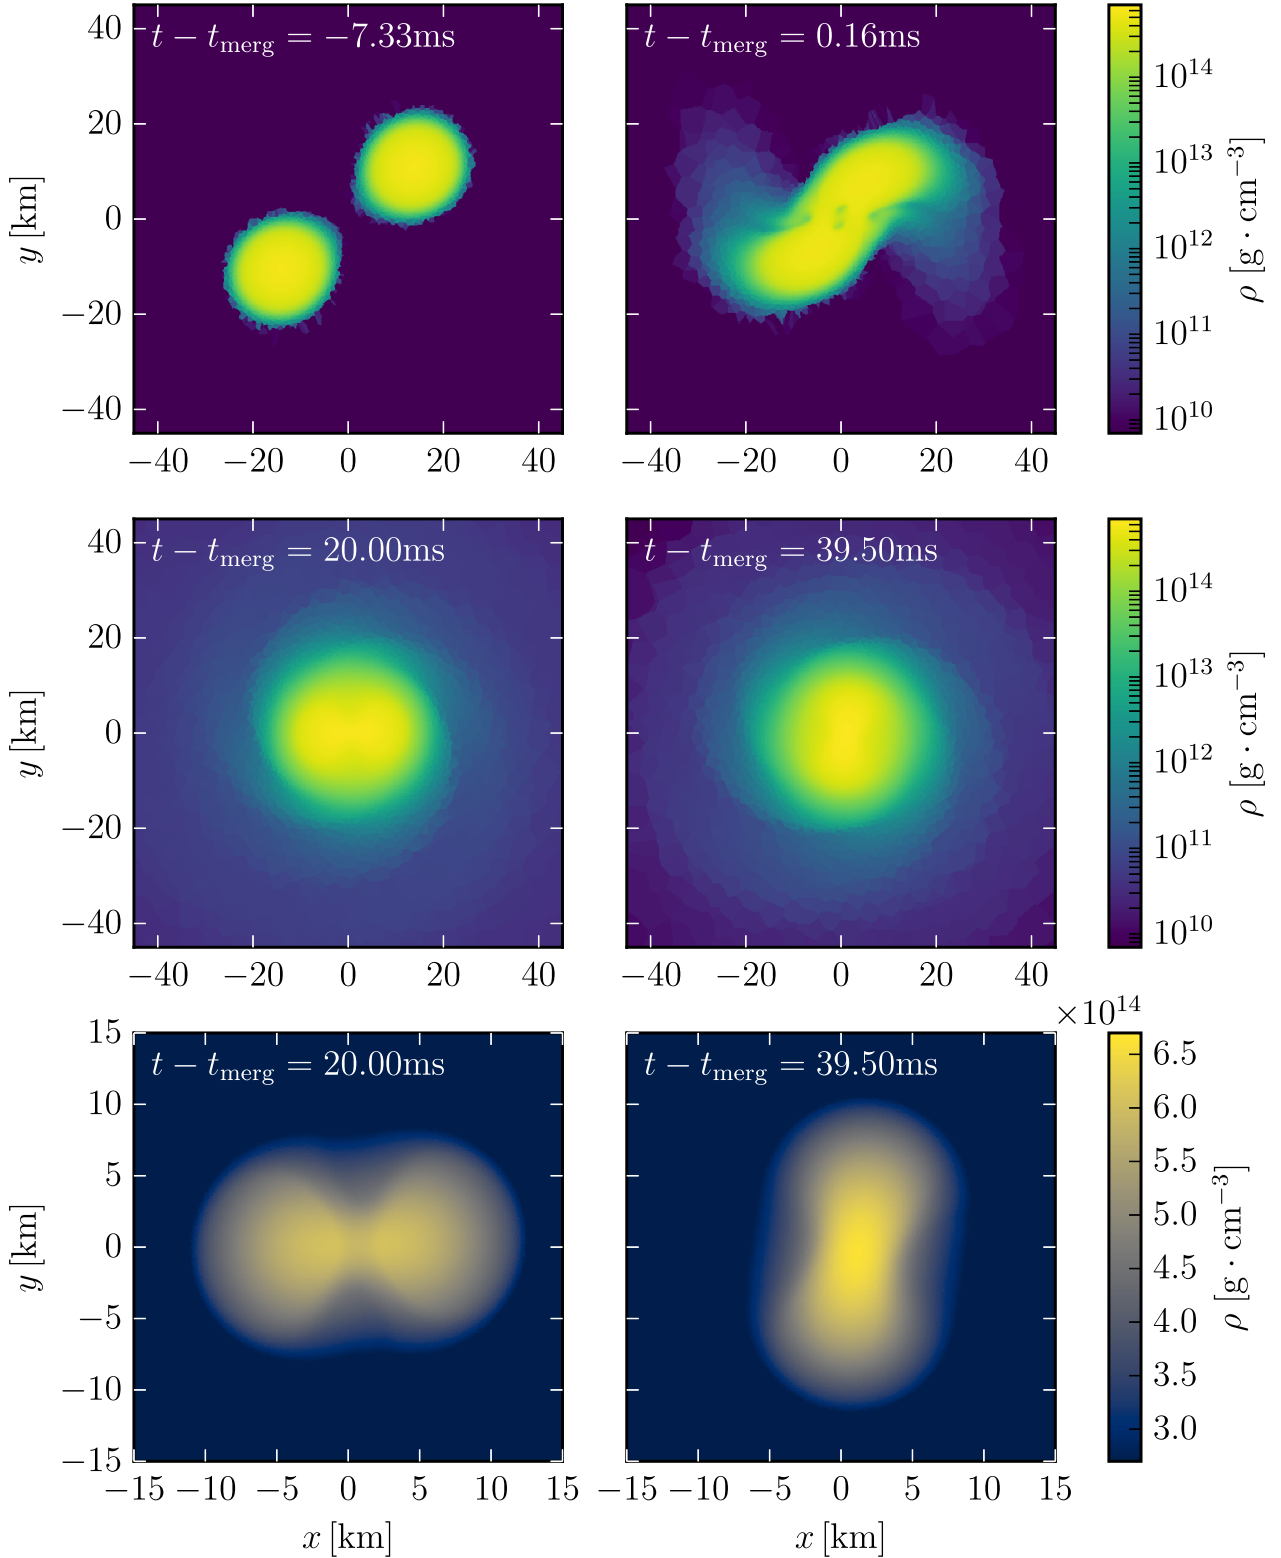 t − t_merg = −7.33ms
t − t_merg = 0.16ms
40
20
0
−20
−40
y [km]
−40 −20 0 20 40
−40 −20 0 20 40
10^14
10^13
10^12
10^11
10^10
ρ [g · cm^−3]
t − t_merg = 20.00ms
t − t_merg = 39.50ms
40
20
0
−20
−40
y [km]
−40 −20 0 20 40
−40 −20 0 20 40
10^14
10^13
10^12
10^11
10^10
ρ [g · cm^−3]
t − t_merg = 20.00ms
t − t_merg = 39.50ms
15
10
5
0
−5
−10
−15
y [km]
−15 −10 −5 0 5 10 15
x [km]
−15 −10 −5 0 5 10 15
x [km]
×10^14
6.5
6.0
5.5
5.0
4.5
4.0
3.5
3.0
ρ [g · cm^−3]